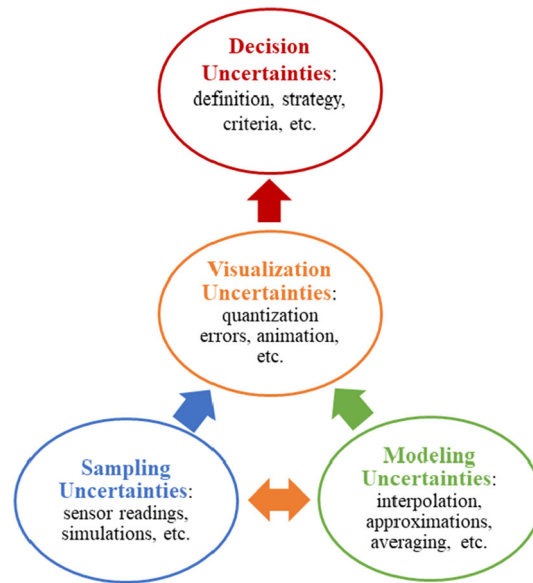 Decision
Uncertainties:
definition, strategy,
criteria, etc.
Visualization
Uncertainties:
quantization
errors, animation,
etc.
Sampling
Uncertainties:
sensor readings,
simulations, etc.
Modeling
Uncertainties:
interpolation,
approximations,
averaging, etc.